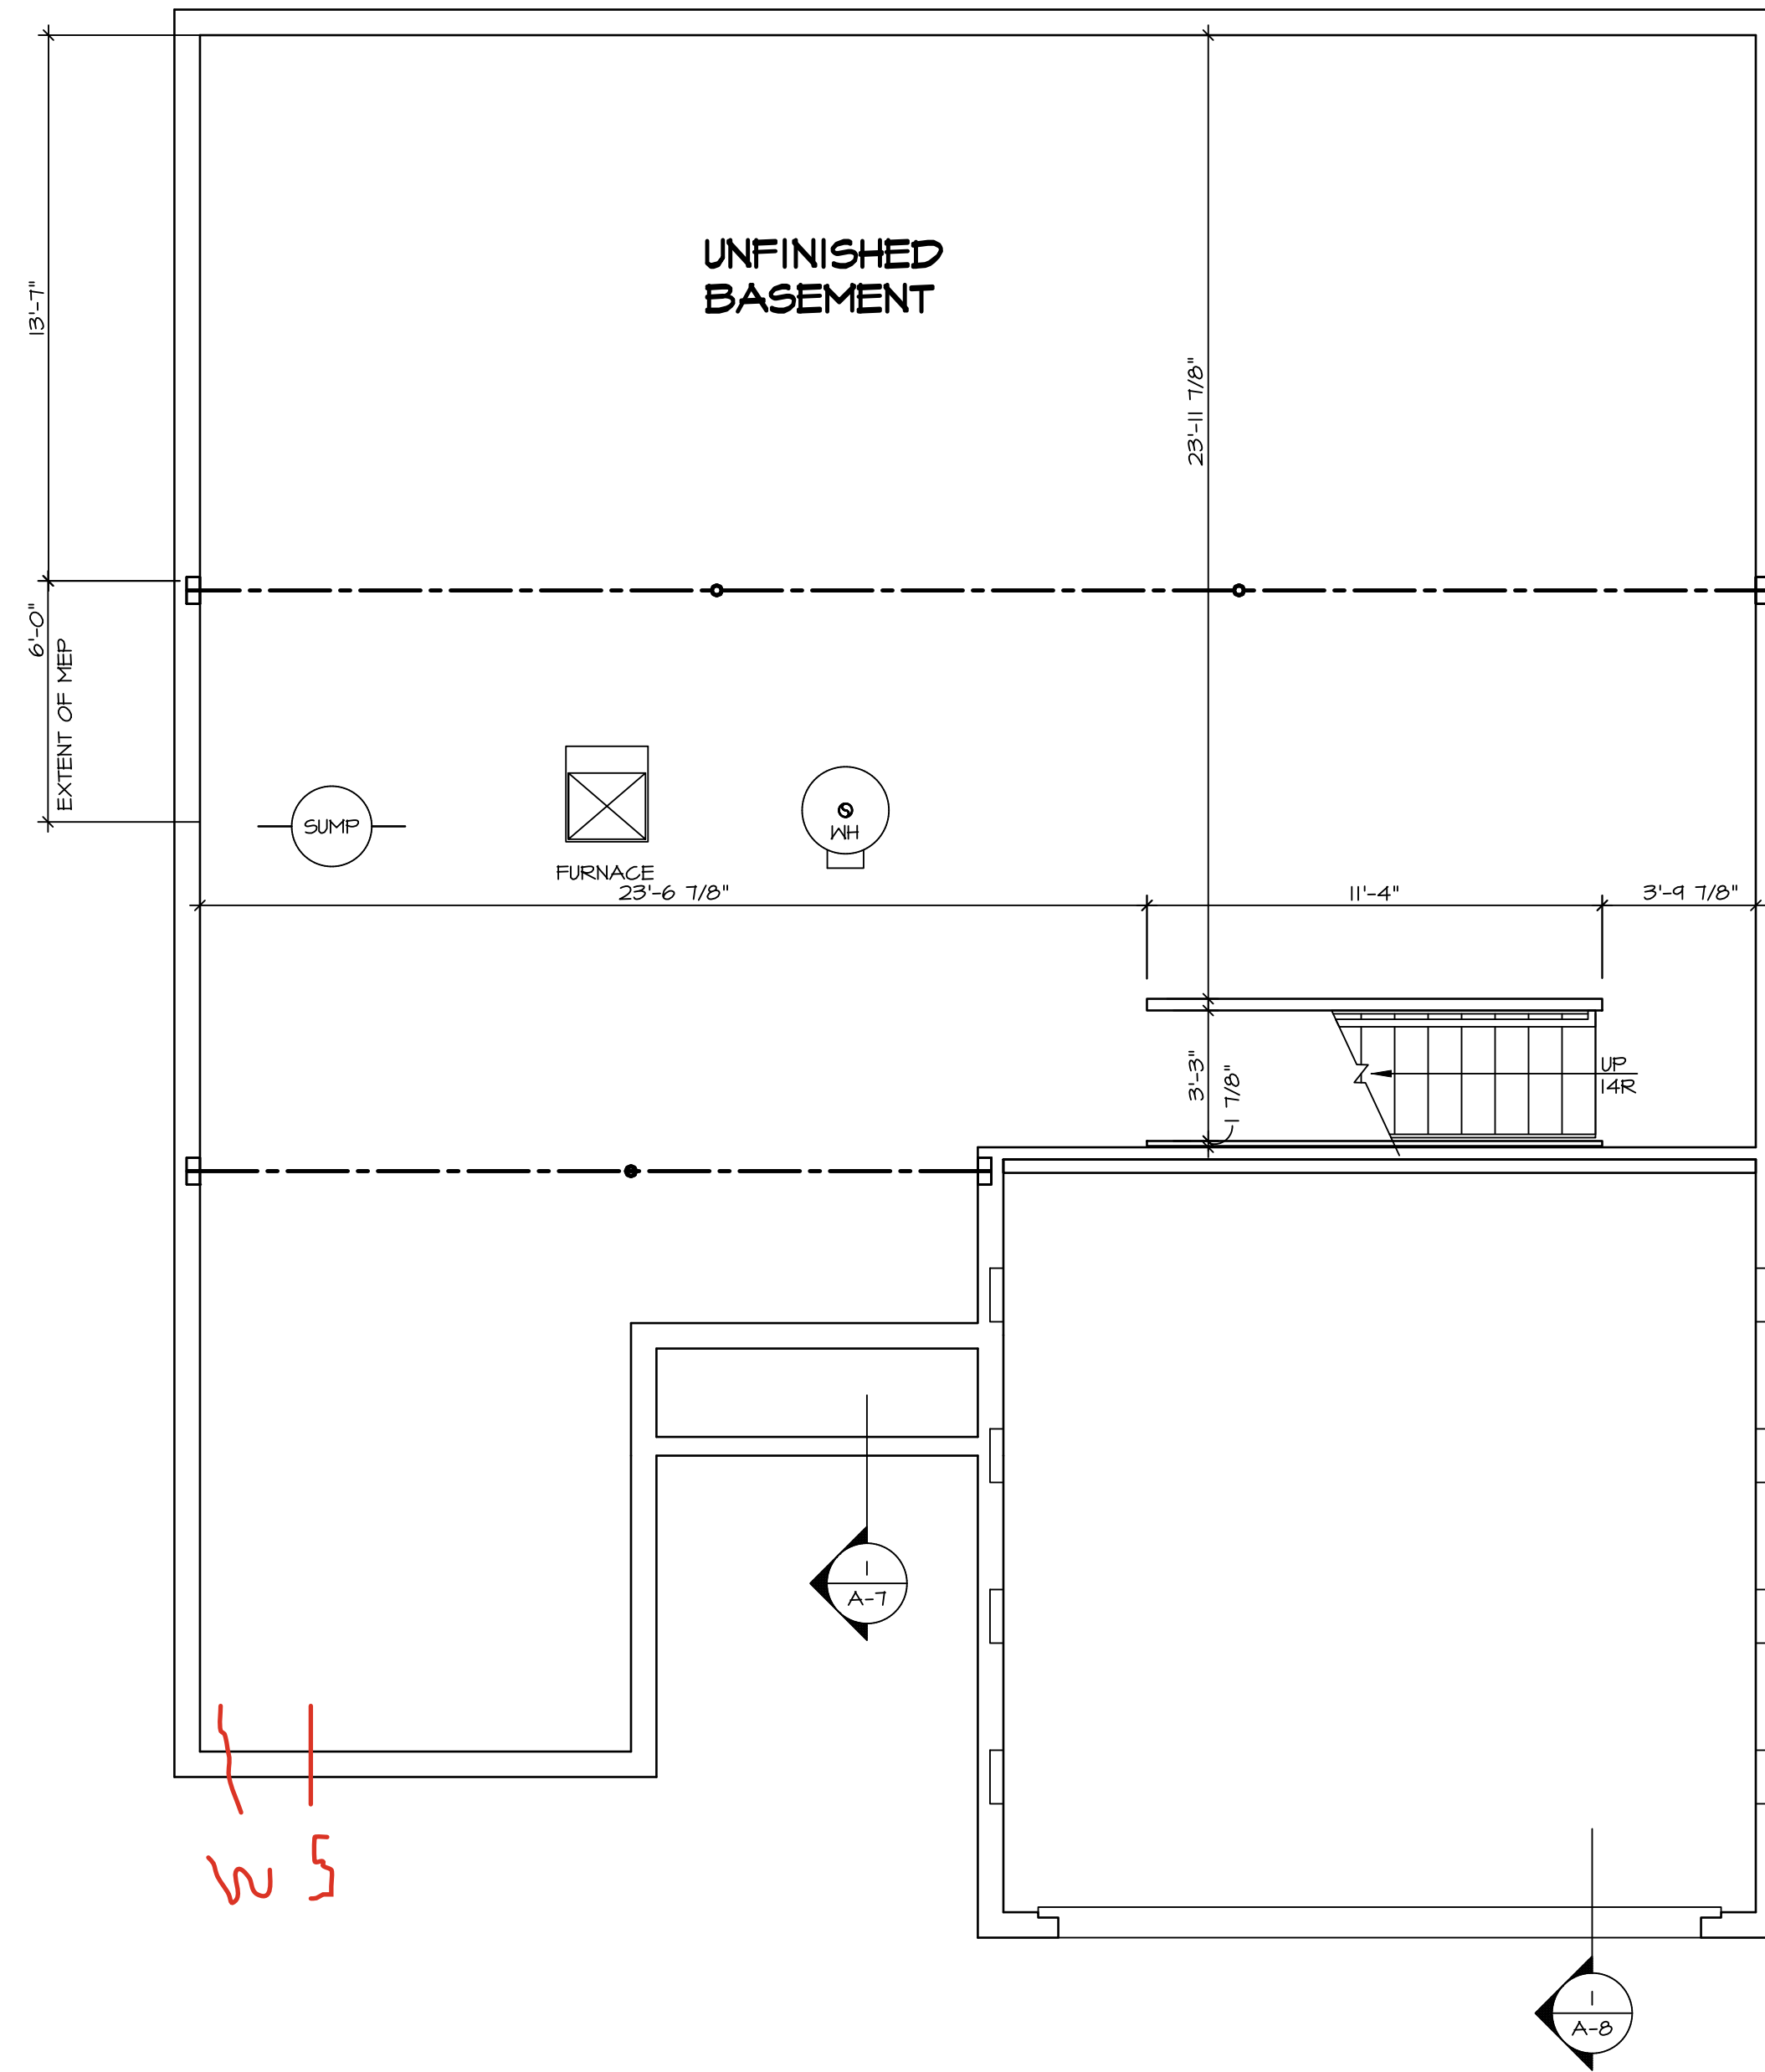 UNFINISHED
BASEMENT
13'-7"
23'-11 7/8"
6'-0"
EXTENT OF MEP
SUMP
FURNACE
WH
23'-6 7/8"
11'-4"
3'-9 7/8"
3'-3"
1 7/8"
UP
14R
1
A-7
W S
1
A-8